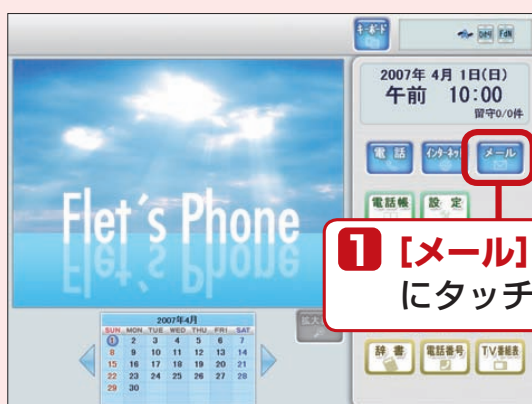 キーボード
2007年 4月 1日(日)
午前 10:00
留守0/0件
電話 インターネット メール
電話帳 設定
Flet's Phone
1 [メール]
にタッチ
2007年4月
SUN MON TUE WED THU FRI SAT
1 2 3 4 5 6 7
8 9 10 11 12 13 14
15 16 17 18 19 20 21
22 23 24 25 26 27 28
29 30
辞書 電話番号 TV番組表